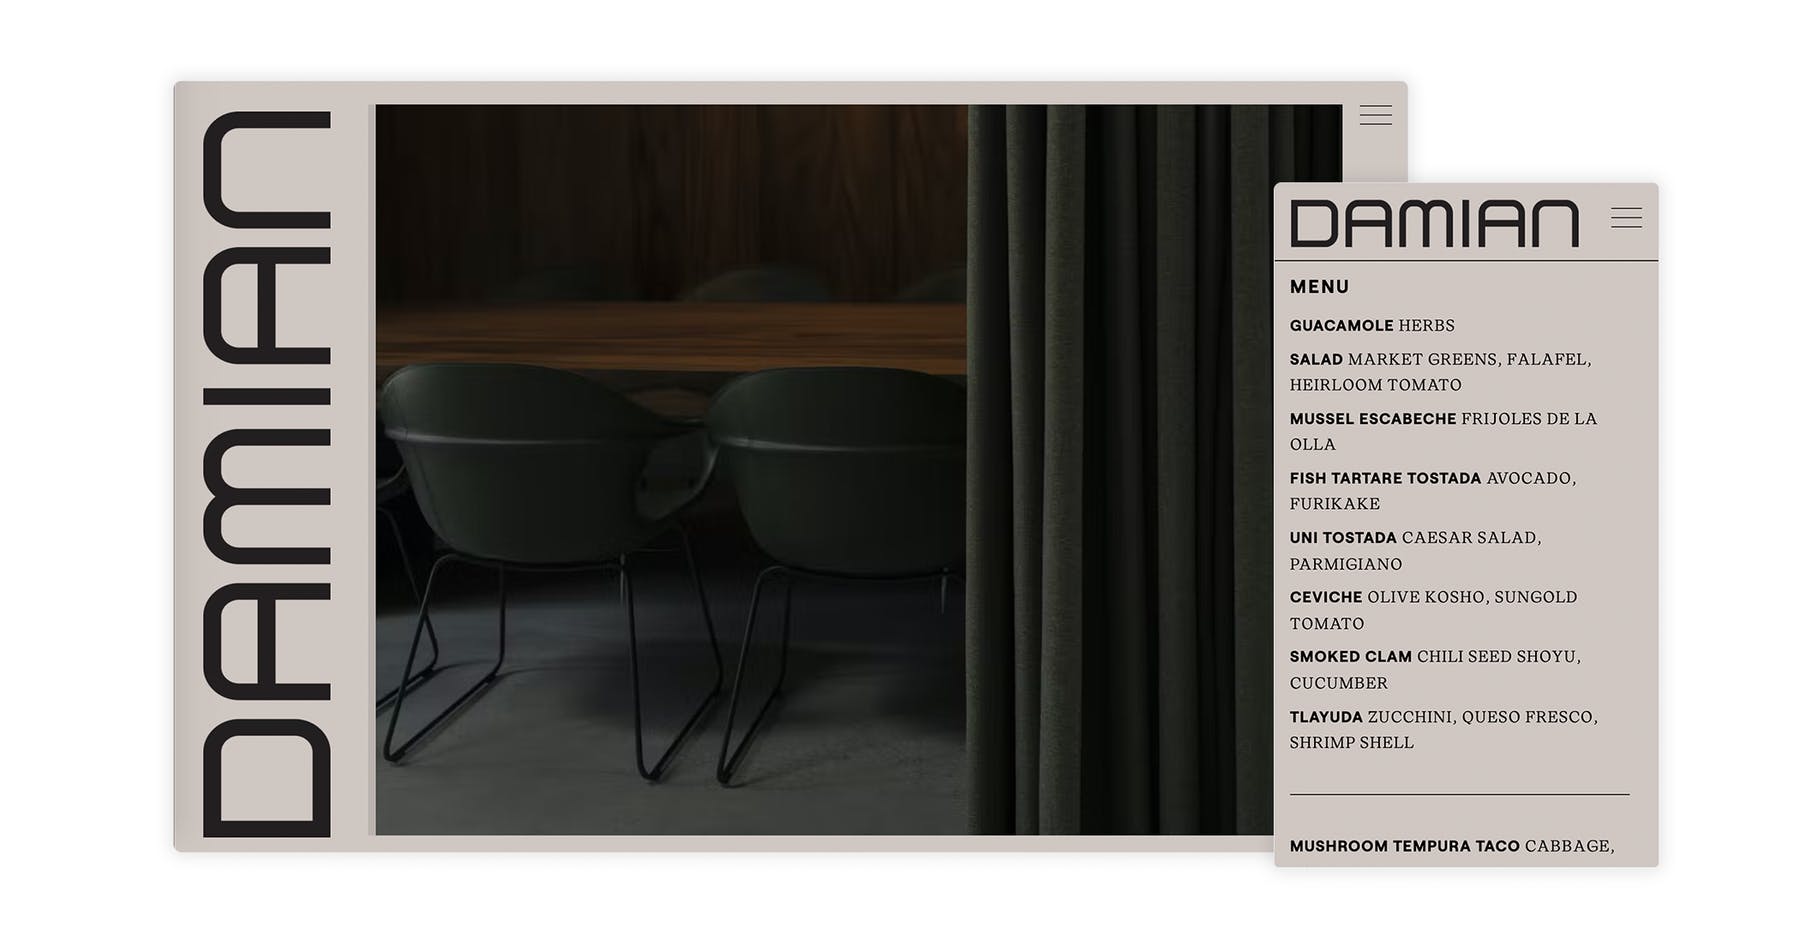 DAMIAN
DAMIAN
MENU
GUACAMOLE HERBS
SALAD MARKET GREENS, FALAFEL,
HEIRLOOM TOMATO
MUSSEL ESCABECHE FRIJOLES DE LA
OLLA
FISH TARTARE TOSTADA AVOCADO,
FURIKAKE
UNI TOSTADA CAESAR SALAD,
PARMIGIANO
CEVICHE OLIVE KOSHO, SUNGOLD
TOMATO
SMOKED CLAM CHILI SEED SHOYU,
CUCUMBER
TLAYUDA ZUCCHINI, QUESO FRESCO,
SHRIMP SHELL
MUSHROOM TEMPURA TACO CABBAGE,